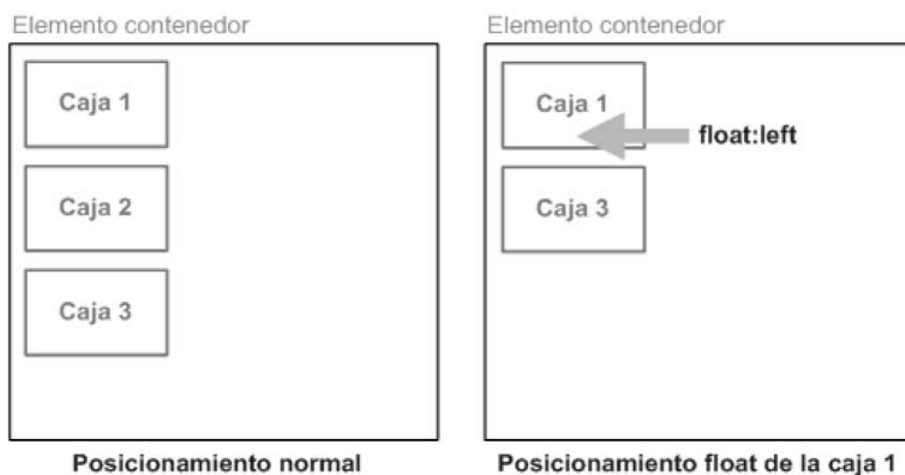 Elemento contenedor
Caja 1
Caja 2
Caja 3
Posicionamiento normal
Elemento contenedor
Caja 1
float:left
Caja 3
Posicionamiento float de la caja 1